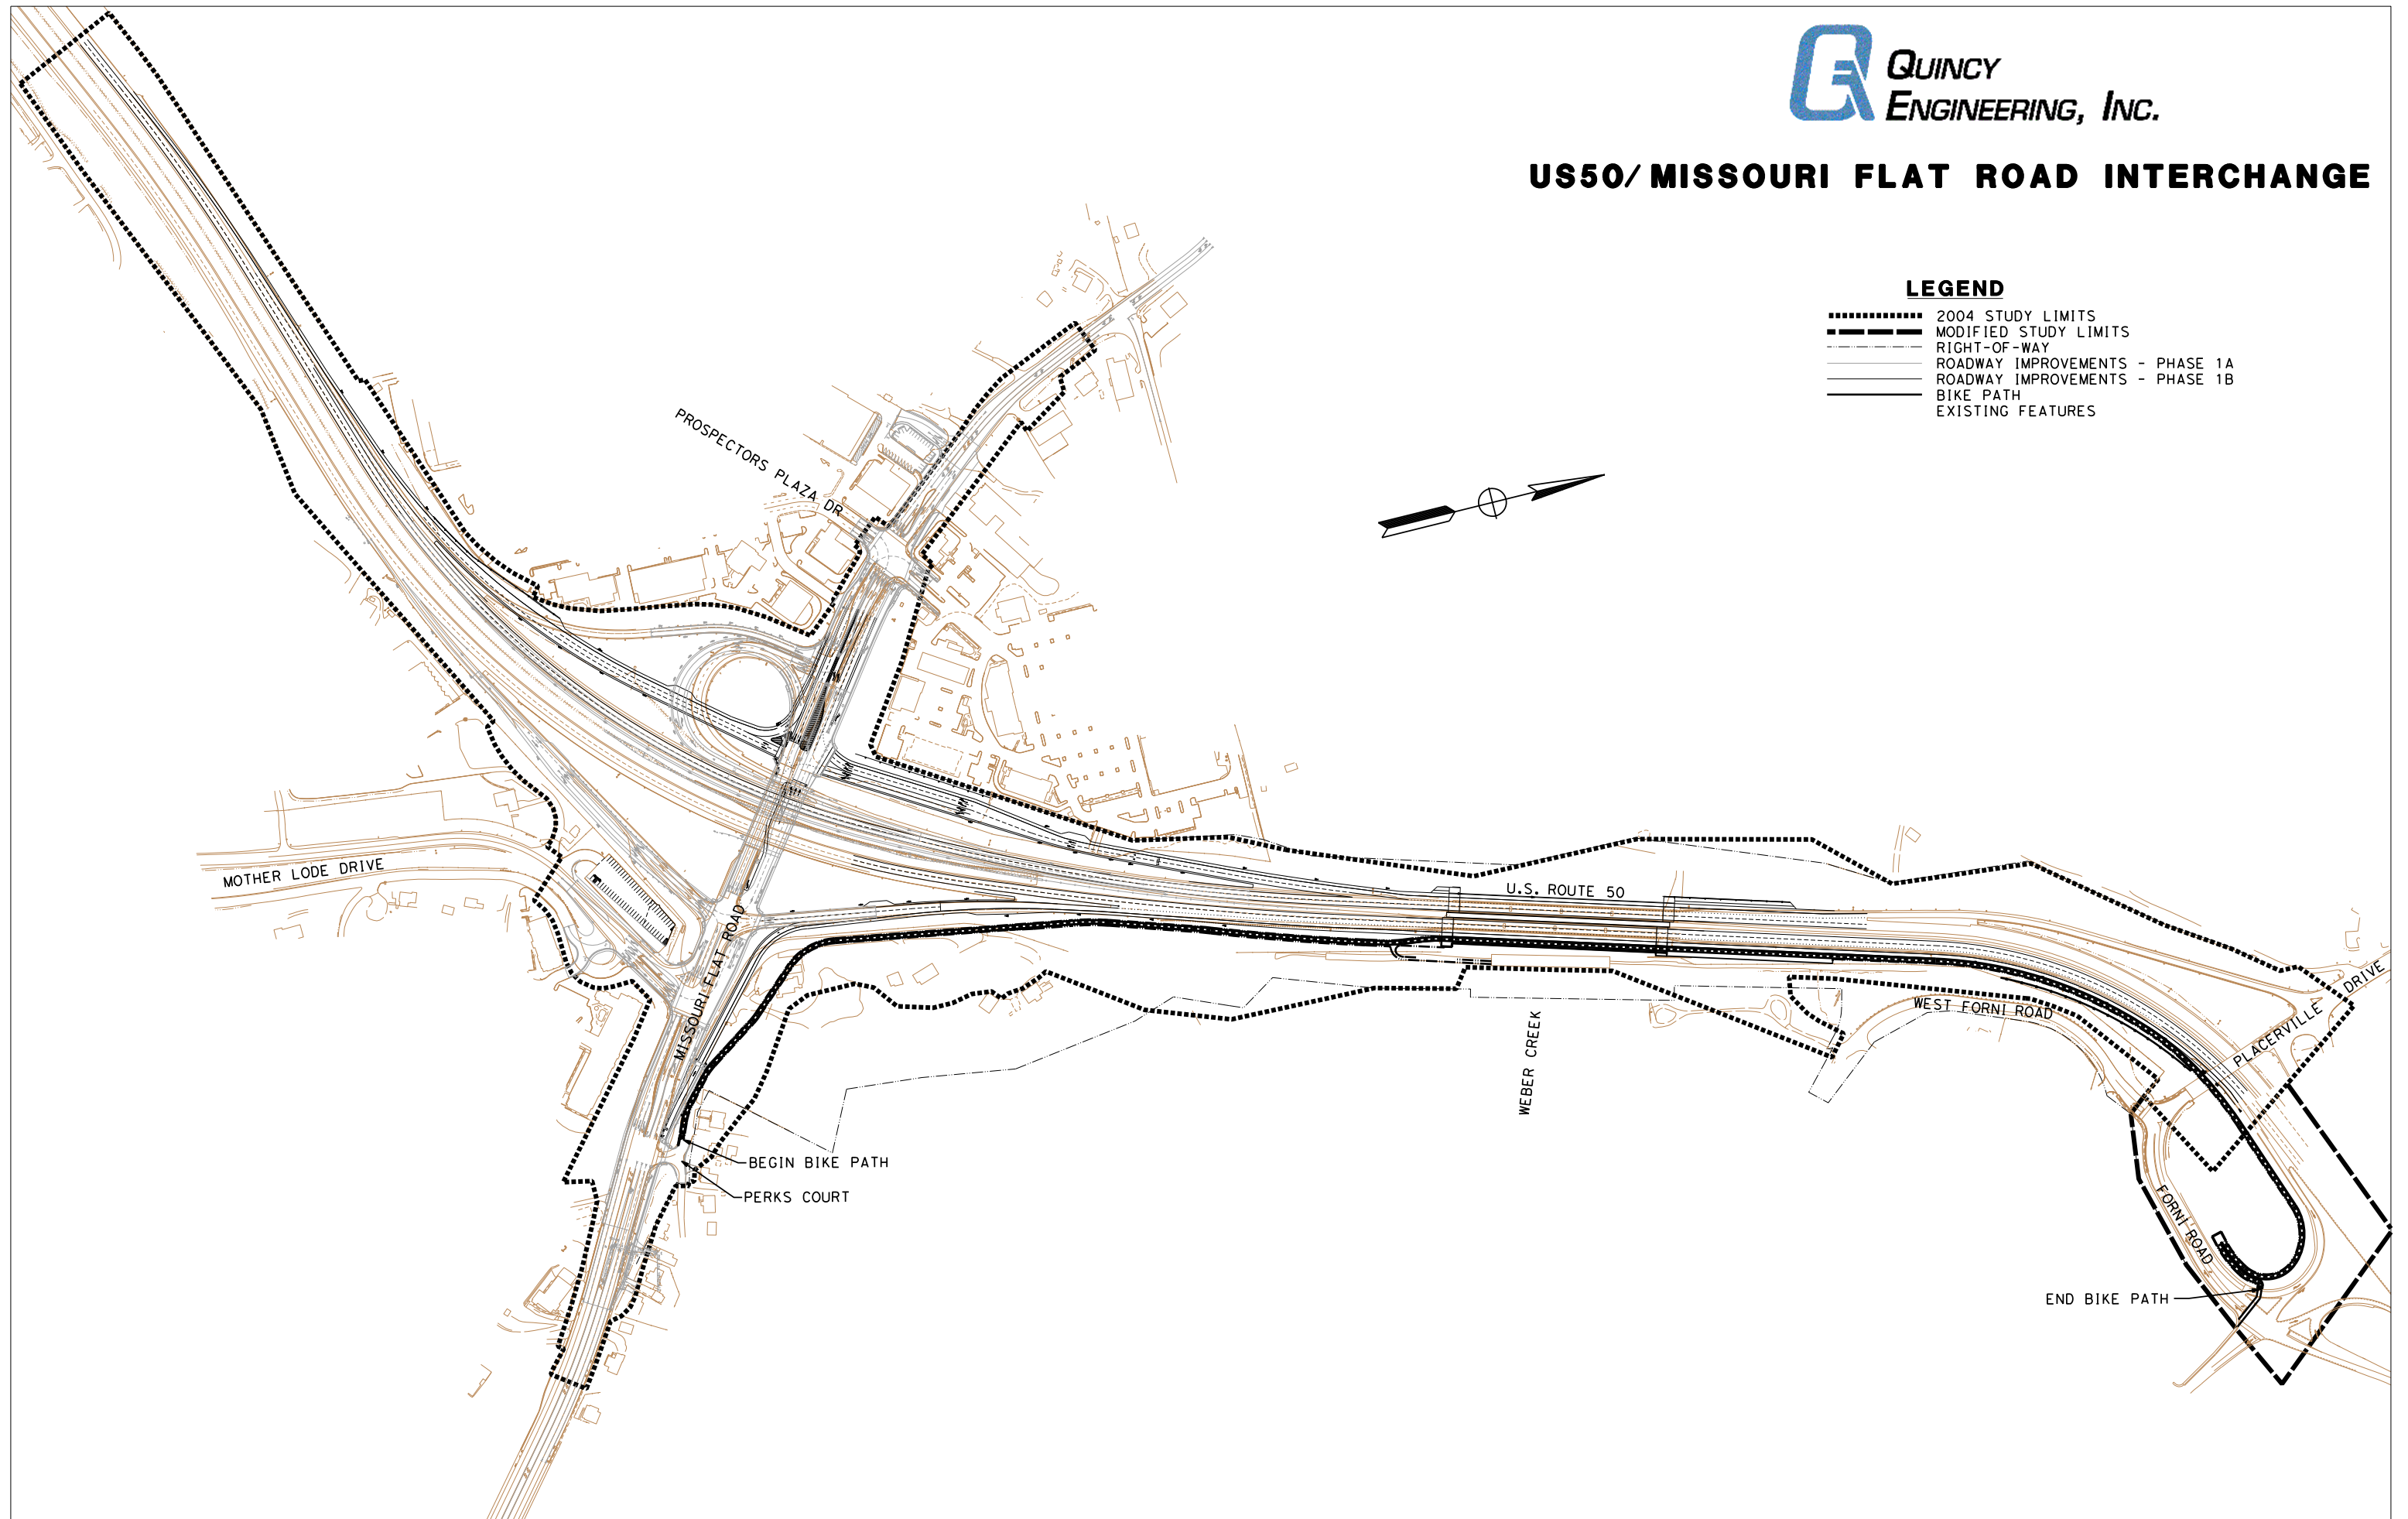 QUINCY
ENGINEERING, INC.
US50/MISSOURI FLAT ROAD INTERCHANGE
LEGEND
2004 STUDY LIMITS
MODIFIED STUDY LIMITS
RIGHT-OF-WAY
ROADWAY IMPROVEMENTS - PHASE 1A
ROADWAY IMPROVEMENTS - PHASE 1B
BIKE PATH
EXISTING FEATURES
PROSPECTORS PLAZA DR
MOTHER LODE DRIVE
U.S. ROUTE 50
MISSOURI FLAT ROAD
WEST FORNI ROAD
PLACERVILLE DRIVE
WEBER CREEK
BEGIN BIKE PATH
PERKS COURT
FORNI ROAD
END BIKE PATH